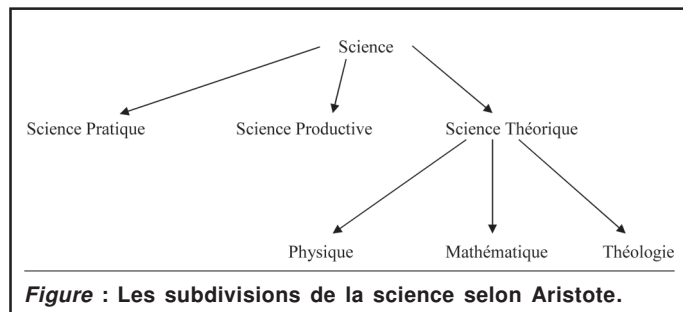 Science
Science Pratique Science Productive Science Théorique
Physique Mathématique Théologie
Figure : Les subdivisions de la science selon Aristote.